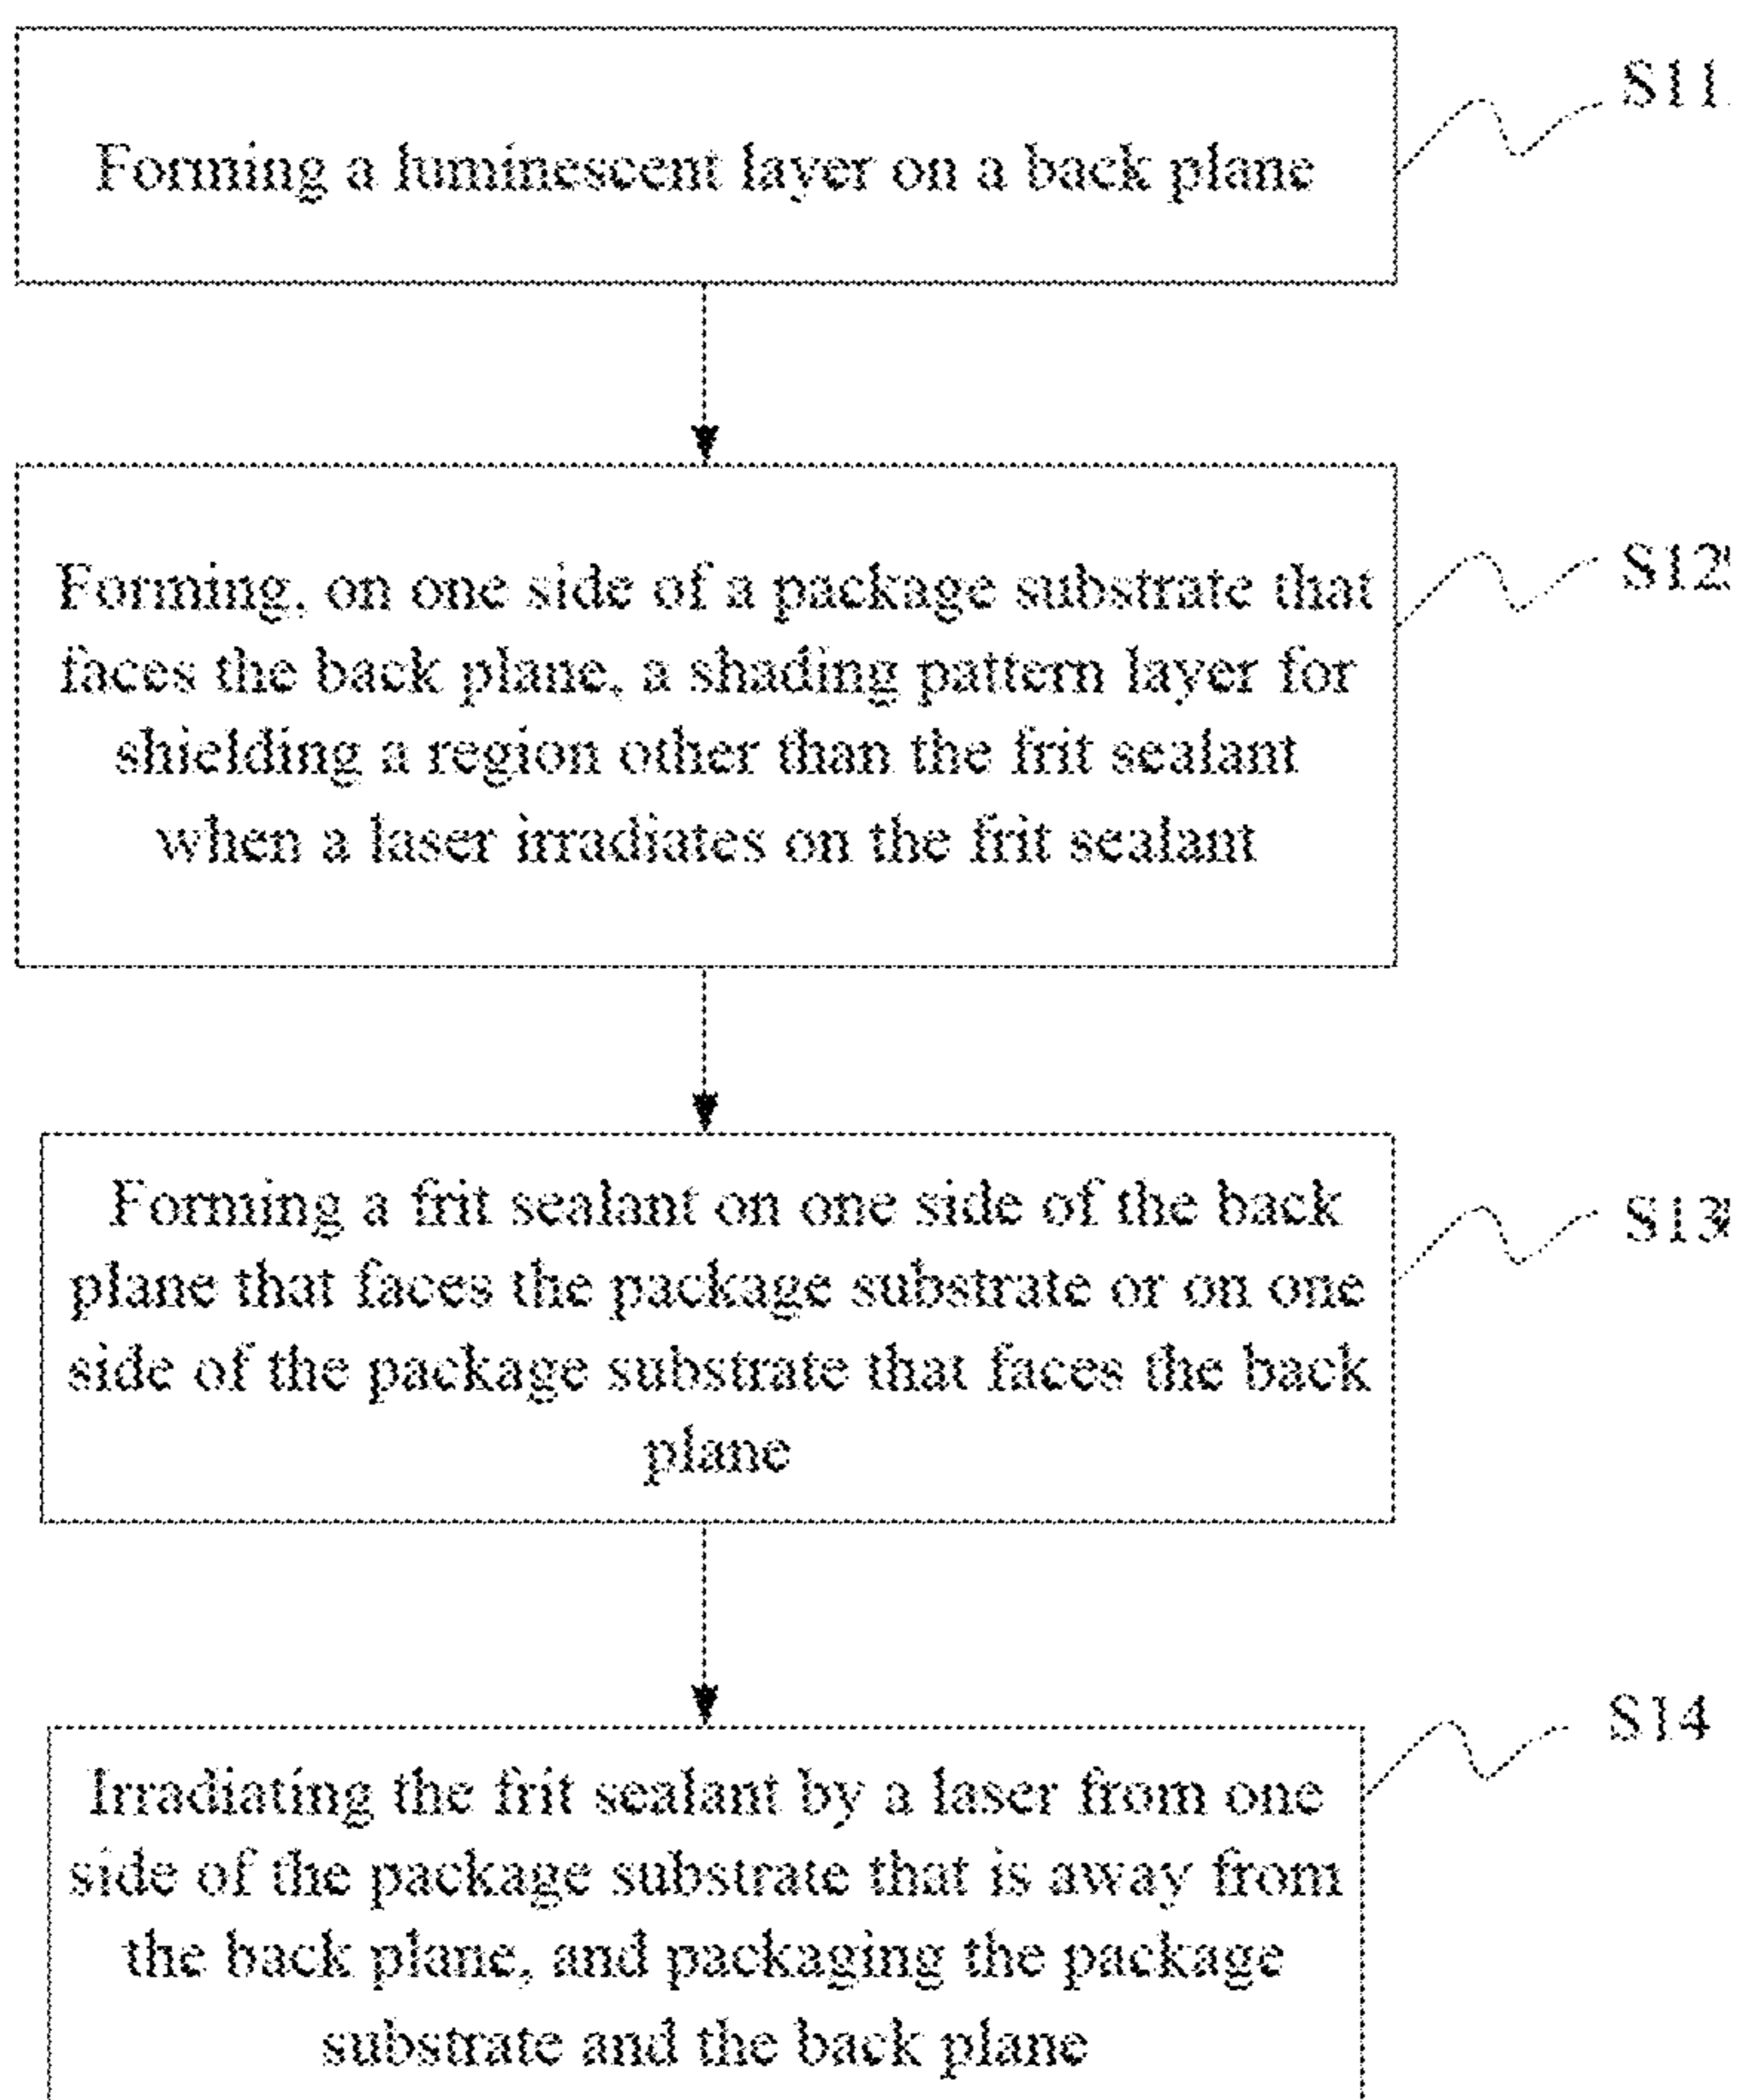 S11
Forming a luminescent layer on a back plane
S12
Forming, on one side of a package substrate that
faces the back plane, a shading pattern layer for
shielding a region other than the frit sealant
when a laser irradiates on the frit sealant
S13
Forming a frit sealant on one side of the back
plane that faces the package substrate or on one
side of the package substrate that faces the back
plane
S14
Irradiating the frit sealant by a laser from one
side of the package substrate that is away from
the back plane, and packaging the package
substrate and the back plane